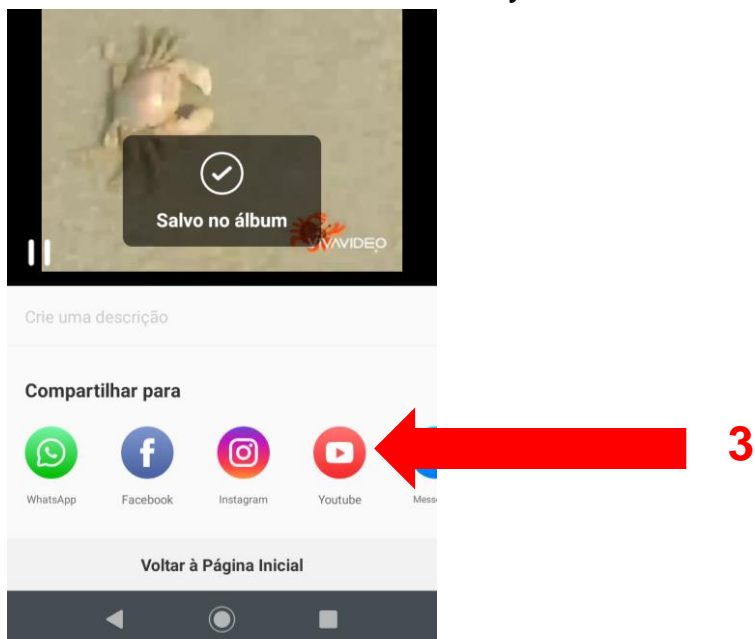 Salvo no álbum
VIVAVIDEO
Crie uma descrição
Compartilhar para
3
WhatsApp Facebook Instagram Youtube
Voltar à Página Inicial